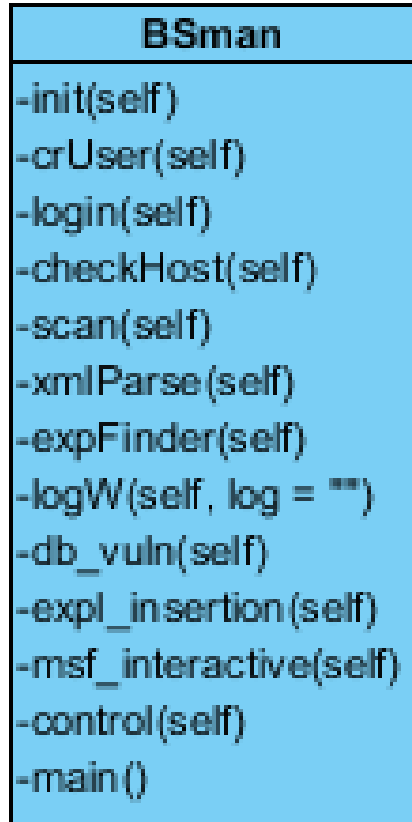 BSman
-init(self)
-crUser(self)
-login(self)
-checkHost(self)
-scan(self)
-xmlParse(self)
-expFinder(self)
-logW(self, log = "")
-db_vuln(self)
-expl_insertion(self)
-msf_interactive(self)
-control(self)
-main()